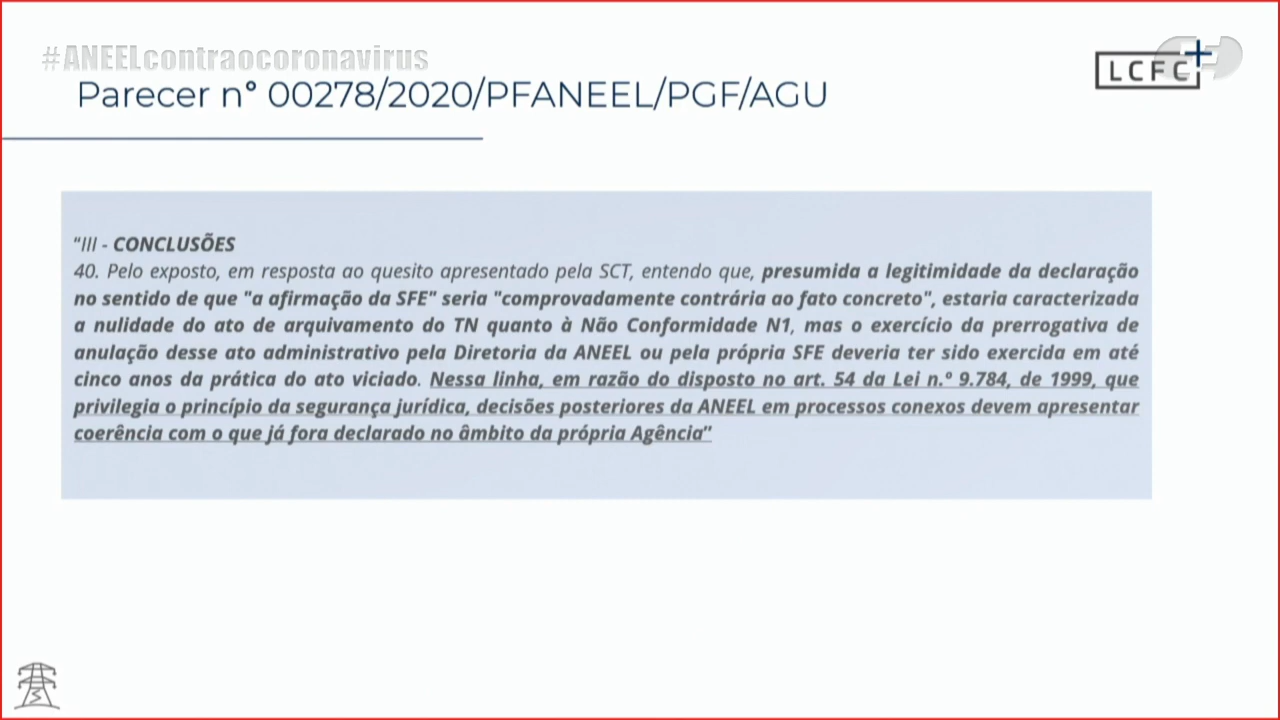 #ANEELcontraocoronavirus
LCFC
Parecer n° 00278/2020/PFANEEL/PGF/AGU
“III - CONCLUSÕES
40. Pelo exposto, em resposta ao quesito apresentado pela SCT, entendo que, presumida a legitimidade da declaração
no sentido de que "a afirmação da SFE" seria "comprovadamente contrária ao fato concreto", estaria caracterizada
a nulidade do ato de arquivamento do TN quanto à Não Conformidade N1, mas o exercício da prerrogativa de
anulação desse ato administrativo pela Diretoria da ANEEL ou pela própria SFE deveria ter sido exercida em até
cinco anos da prática do ato viciado. Nessa linha, em razão do disposto no art. 54 da Lei n.º 9.784, de 1999, que
privilegia o princípio da segurança jurídica, decisões posteriores da ANEEL em processos conexos devem apresentar
coerência com o que já fora declarado no âmbito da própria Agência”